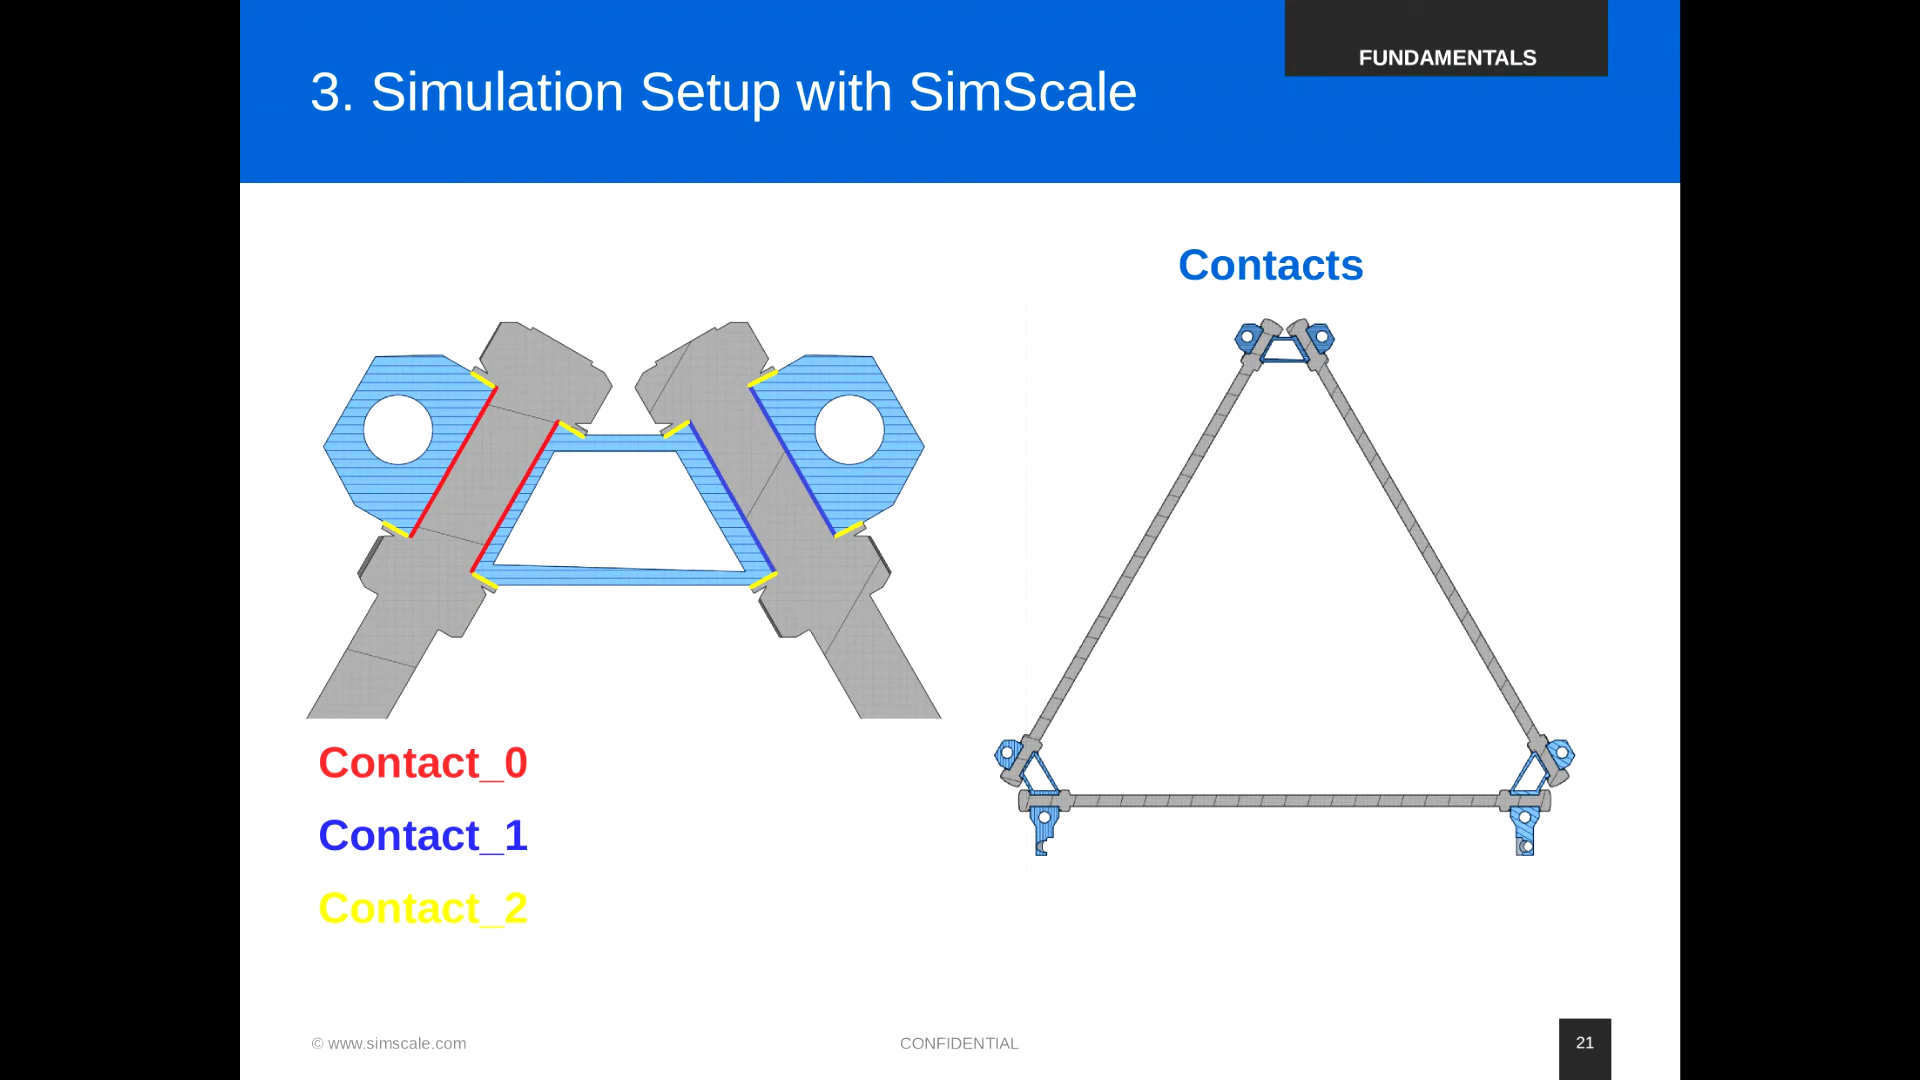 FUNDAMENTALS
3. Simulation Setup with SimScale
Contacts
Contact_0
Contact_1
Contact_2
© www.simscale.com
CONFIDENTIAL
21